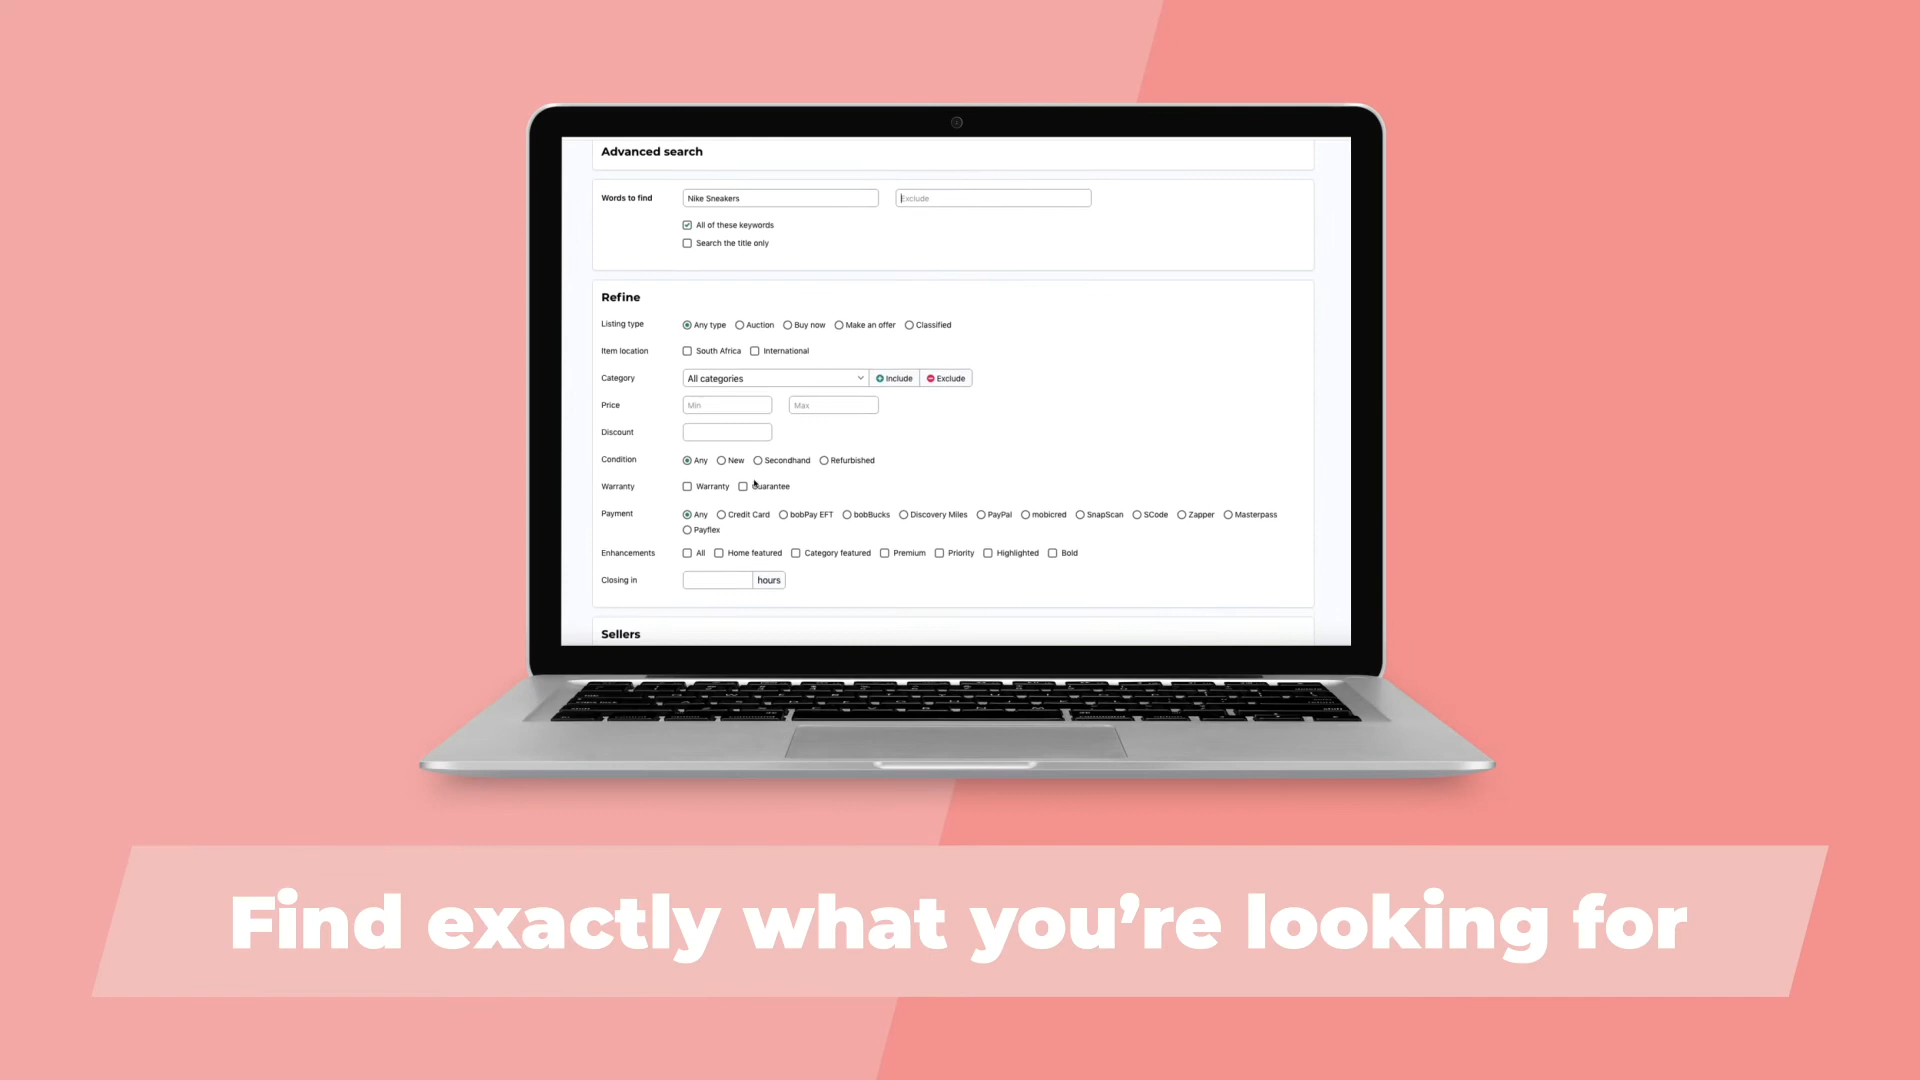 Advanced search
Words to find Nike Sneakers Exclude
All of these keywords
Search the title only
Refine
Listing type Any type Auction Buy now Make an offer Classified
Item location South Africa International
Category All categories Include Exclude
Price Min Max
Discount
Condition Any New Secondhand Refurbished
Warranty Warranty Guarantee
Payment Any Credit Card bobPay EFT bobBucks Discovery Miles PayPal mobicred SnapScan SCode Zapper Masterpass
Payflex
Enhancements All Home featured Category featured Premium Priority Highlighted Bold
Closing in hours
Sellers
Find exactly what you’re looking for